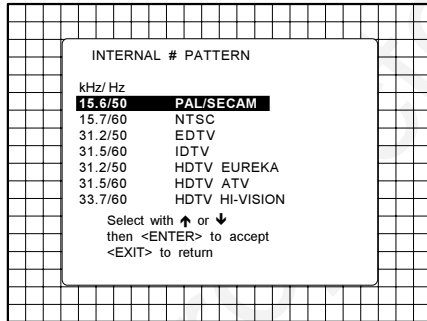 INTERNAL # PATTERN
kHz/ Hz
15.6/50 PAL/SECAM
15.7/60 NTSC
31.2/50 EDTV
31.5/60 IDTV
31.2/50 HDTV EUREKA
31.5/60 HDTV ATV
33.7/60 HDTV HI-VISION
Select with ↑ or ↓
then <ENTER> to accept
<EXIT> to return